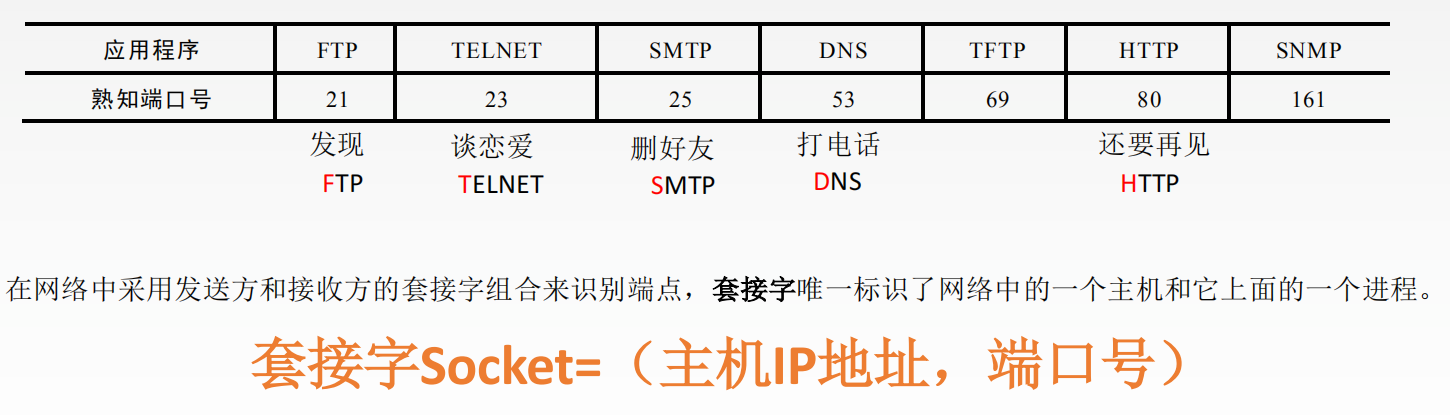 应用程序 FTP TELNET SMTP DNS TFTP HTTP SNMP
熟知端口号 21 23 25 53 69 80 161
发现 谈恋爱 删好友 打电话 还要再见
FTP TELNET SMTP DNS HTTP
在网络中采用发送方和接收方的套接字组合来识别端点，套接字唯一标识了网络中的一个主机和它上面的一个进程。
套接字Socket=（主机IP地址，端口号）